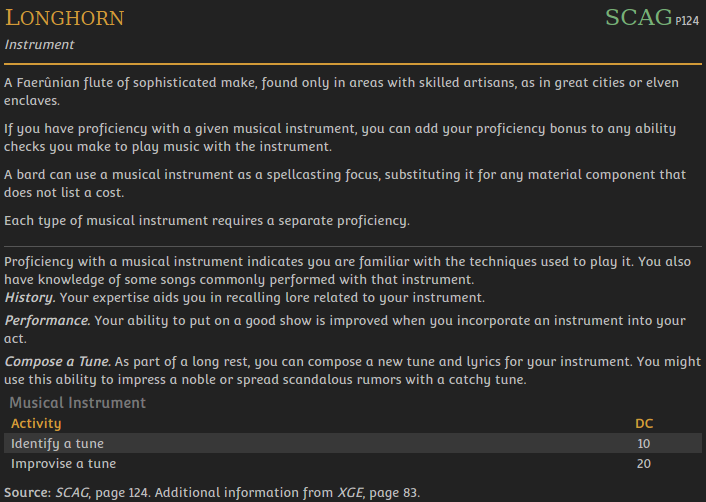 LONGHORN SCAG P124
Instrument
A Faerûnian flute of sophisticated make, found only in areas with skilled artisans, as in great cities or elven
enclaves.
If you have proficiency with a given musical instrument, you can add your proficiency bonus to any ability
checks you make to play music with the instrument.
A bard can use a musical instrument as a spellcasting focus, substituting it for any material component that
does not list a cost.
Each type of musical instrument requires a separate proficiency.
Proficiency with a musical instrument indicates you are familiar with the techniques used to play it. You also
have knowledge of some songs commonly performed with that instrument.
History. Your expertise aids you in recalling lore related to your instrument.
Performance. Your ability to put on a good show is improved when you incorporate an instrument into your
act.
Compose a Tune. As part of a long rest, you can compose a new tune and lyrics for your instrument. You might
use this ability to impress a noble or spread scandalous rumors with a catchy tune.
Musical Instrument
Activity DC
Identify a tune 10
Improvise a tune 20
Source: SCAG, page 124. Additional information from XGE, page 83.